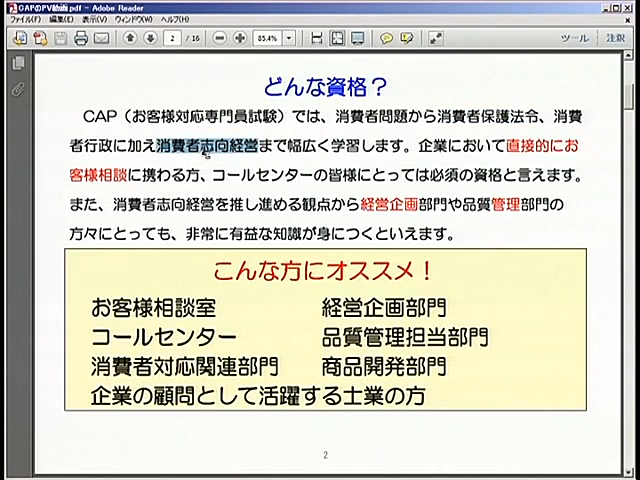 CAPのPV動画.pdf - Adobe Reader
ファイル(F) 編集(E) 表示(V) ウィンドウ(W) ヘルプ(H)
2 / 16 85.4% ツール 注釈
どんな資格？
CAP（お客様対応専門員試験）では、消費者問題から消費者保護法令、消費
者行政に加え消費者志向経営まで幅広く学習します。企業において直接的にお
客様相談に携わる方、コールセンターの皆様にとっては必須の資格と言えます。
また、消費者志向経営を推し進める観点から経営企画部門や品質管理部門の
方々にとっても、非常に有益な知識が身につくといえます。
こんな方にオススメ！
お客様相談室 経営企画部門
コールセンター 品質管理担当部門
消費者対応関連部門 商品開発部門
企業の顧問として活躍する士業の方
2